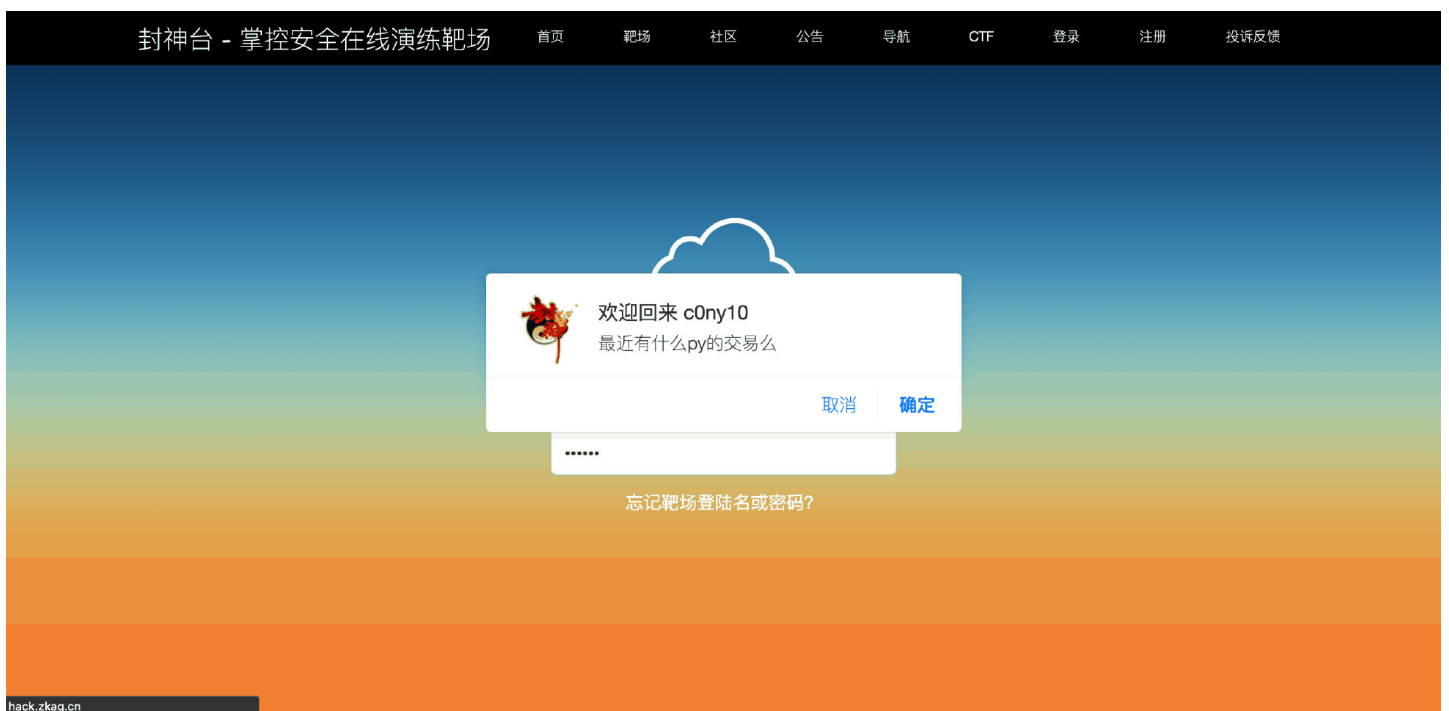 封神台 - 掌控安全在线演练靶场 首页 靶场 社区 公告 导航 CTF 登录 注册 投诉反馈
欢迎回来 c0ny10
最近有什么py的交易么
取消 确定
••••••
忘记靶场登陆名或密码?
hack.zkaq.cn